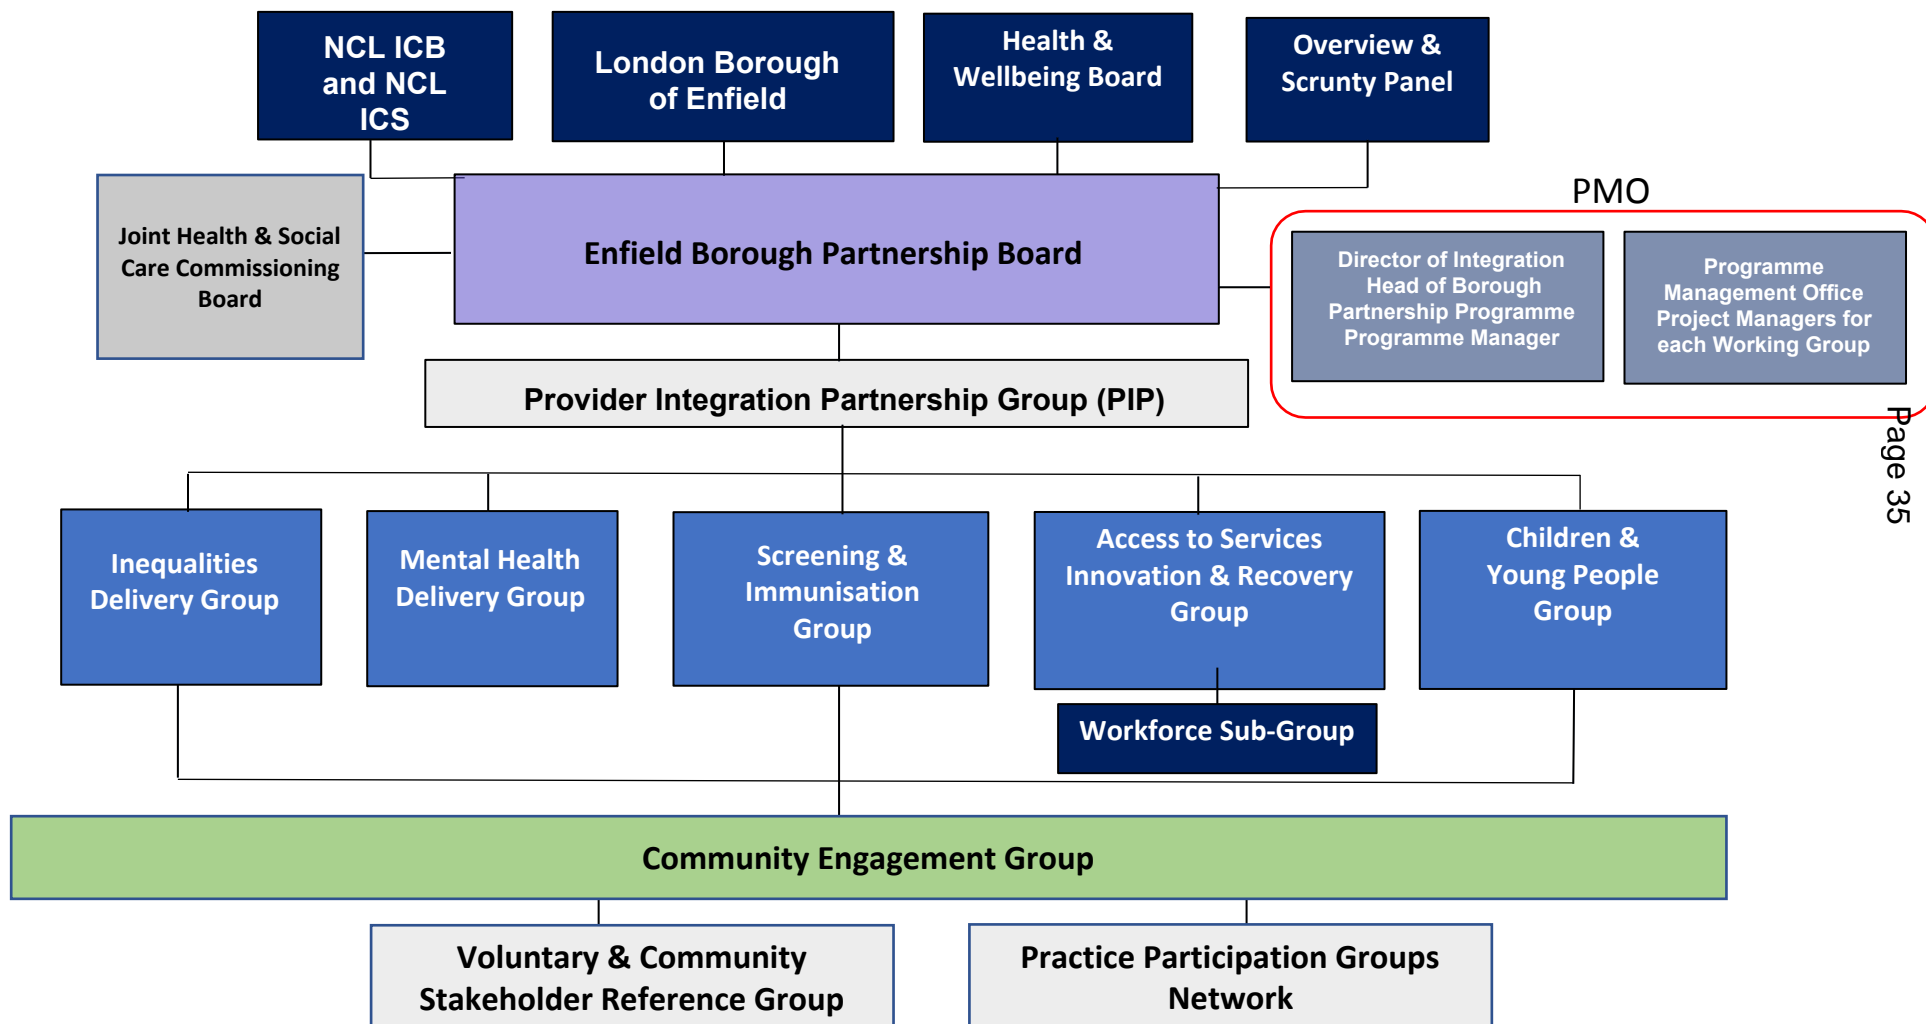 NCL ICB
and NCL
ICS
London Borough
of Enfield
Health &
Wellbeing Board
Overview &
Scrunty Panel
Joint Health & Social
Care Commissioning
Board
Enfield Borough Partnership Board
PMO
Director of Integration
Head of Borough
Partnership Programme
Programme Manager
Programme
Management Office
Project Managers for
each Working Group
Provider Integration Partnership Group (PIP)
Page 35
Inequalities
Delivery Group
Mental Health
Delivery Group
Screening &
Immunisation
Group
Access to Services
Innovation & Recovery
Group
Children &
Young People
Group
Workforce Sub-Group
Community Engagement Group
Voluntary & Community
Stakeholder Reference Group
Practice Participation Groups
Network